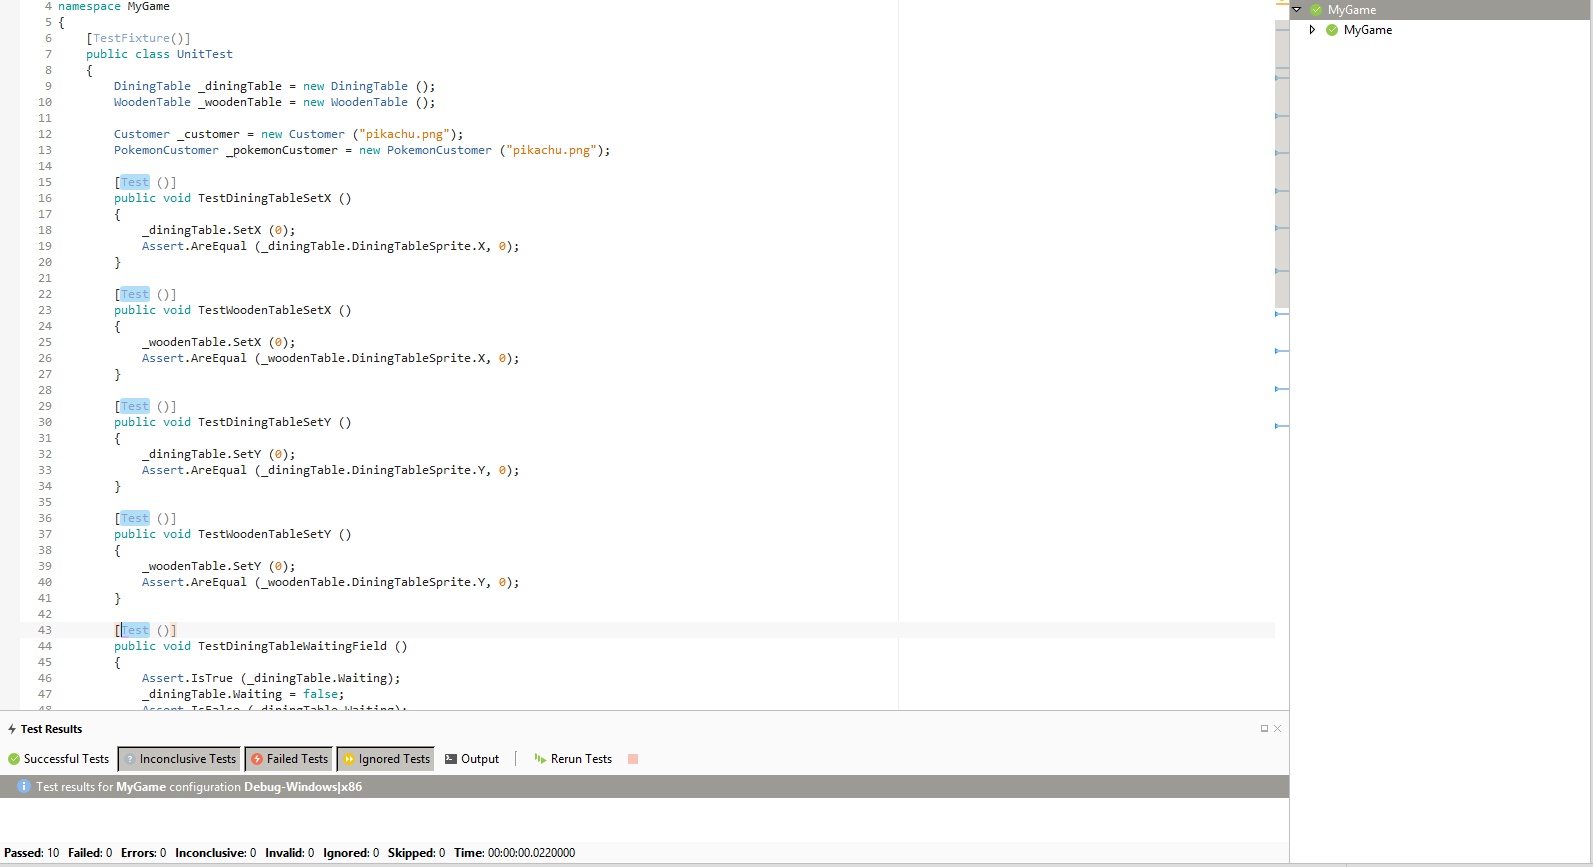 4 namespace MyGame
5 {
6 [TestFixture()]
7 public class UnitTest
8 {
9 DiningTable _diningTable = new DiningTable ();
10 WoodenTable _woodenTable = new WoodenTable ();
11
12 Customer _customer = new Customer ("pikachu.png");
13 PokemonCustomer _pokemonCustomer = new PokemonCustomer ("pikachu.png");
14
15 [Test ()]
16 public void TestDiningTableSetX ()
17 {
18 _diningTable.SetX (0);
19 Assert.AreEqual (_diningTable.DiningTableSprite.X, 0);
20 }
21
22 [Test ()]
23 public void TestWoodenTableSetX ()
24 {
25 _woodenTable.SetX (0);
26 Assert.AreEqual (_woodenTable.DiningTableSprite.X, 0);
27 }
28
29 [Test ()]
30 public void TestDiningTableSetY ()
31 {
32 _diningTable.SetY (0);
33 Assert.AreEqual (_diningTable.DiningTableSprite.Y, 0);
34 }
35
36 [Test ()]
37 public void TestWoodenTableSetY ()
38 {
39 _woodenTable.SetY (0);
40 Assert.AreEqual (_woodenTable.DiningTableSprite.Y, 0);
41 }
42
43 [Test ()]
44 public void TestDiningTableWaitingField ()
45 {
46 Assert.IsTrue (_diningTable.Waiting);
47 _diningTable.Waiting = false;
48 Assert.IsFalse (_diningTable.Waiting);
MyGame
MyGame
Test Results
Successful Tests Inconclusive Tests Failed Tests Ignored Tests Output Rerun Tests
Test results for MyGame configuration Debug-Windows|x86
Passed: 10 Failed: 0 Errors: 0 Inconclusive: 0 Invalid: 0 Ignored: 0 Skipped: 0 Time: 00:00:00.0220000